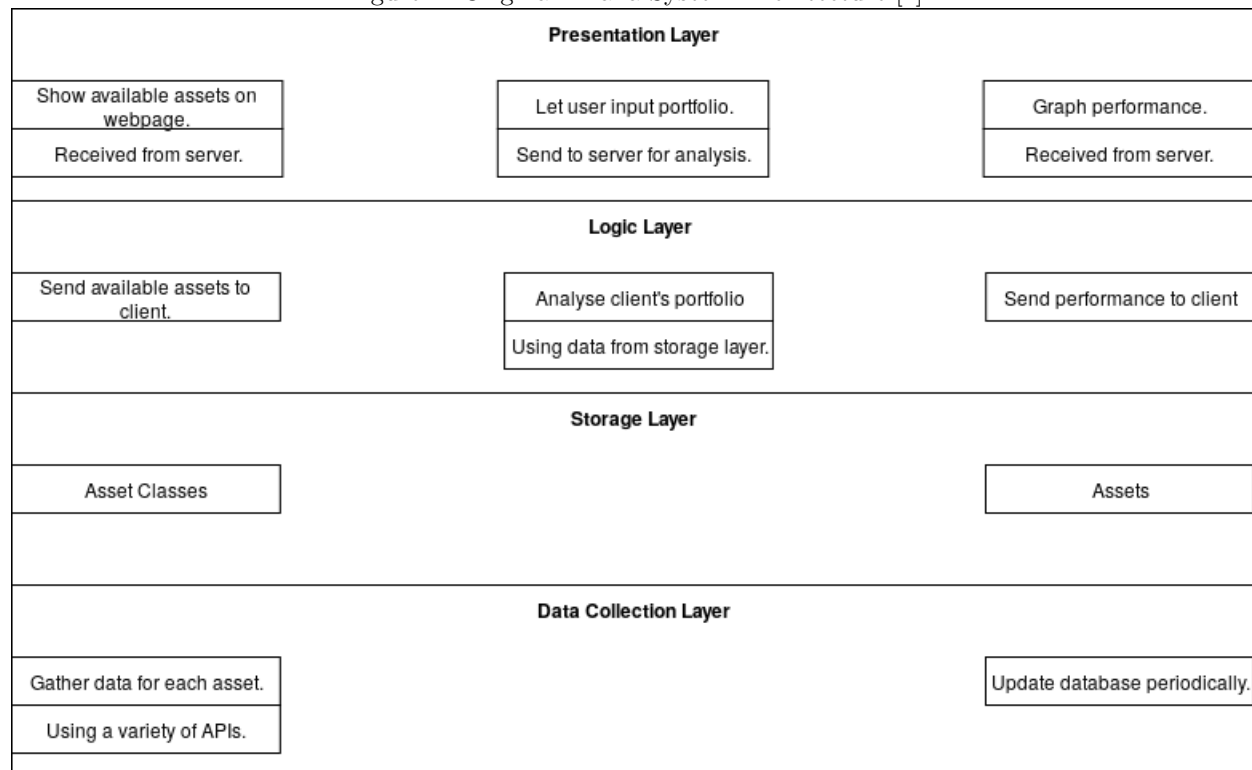 Presentation Layer
Show available assets on
webpage.
Received from server.
Let user input portfolio.
Send to server for analysis.
Graph performance.
Received from server.
Logic Layer
Send available assets to
client.
Analyse client's portfolio
Using data from storage layer.
Send performance to client
Storage Layer
Asset Classes
Assets
Data Collection Layer
Gather data for each asset.
Using a variety of APIs.
Update database periodically.